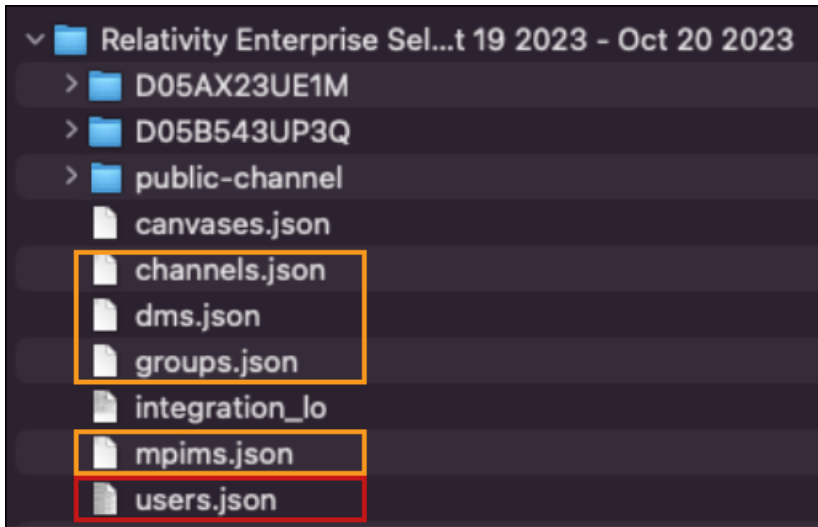 Relativity Enterprise Sel...t 19 2023 - Oct 20 2023
D05AX23UE1M
D05B543UP3Q
public-channel
canvases.json
channels.json
dms.json
groups.json
integration_lo
mpims.json
users.json